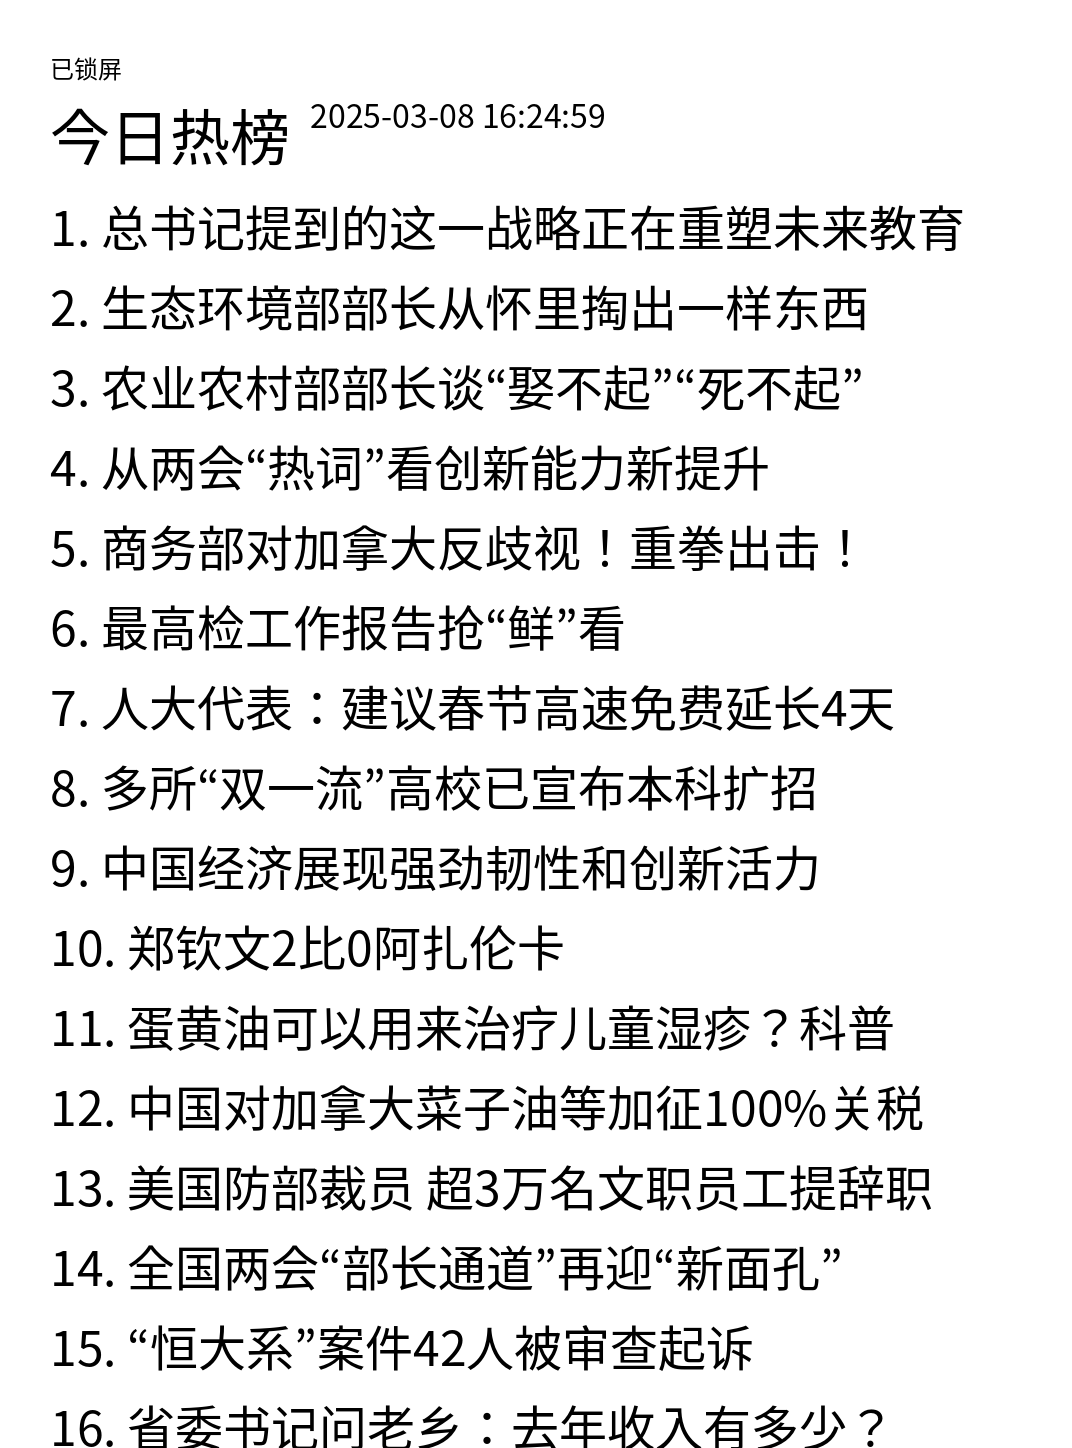 已锁屏
今日热榜 2025-03-08 16:24:59
1. 总书记提到的这一战略正在重塑未来教育
2. 生态环境部部长从怀里掏出一样东西
3. 农业农村部部长谈“娶不起”“死不起”
4. 从两会“热词”看创新能力新提升
5. 商务部对加拿大反歧视！重拳出击！
6. 最高检工作报告抢“鲜”看
7. 人大代表：建议春节高速免费延长4天
8. 多所“双一流”高校已宣布本科扩招
9. 中国经济展现强劲韧性和创新活力
10. 郑钦文2比0阿扎伦卡
11. 蛋黄油可以用来治疗儿童湿疹？科普
12. 中国对加拿大菜子油等加征100%关税
13. 美国防部裁员 超3万名文职员工提辞职
14. 全国两会“部长通道”再迎“新面孔”
15. “恒大系”案件42人被审查起诉
16. 省委书记问老乡：去年收入有多少？